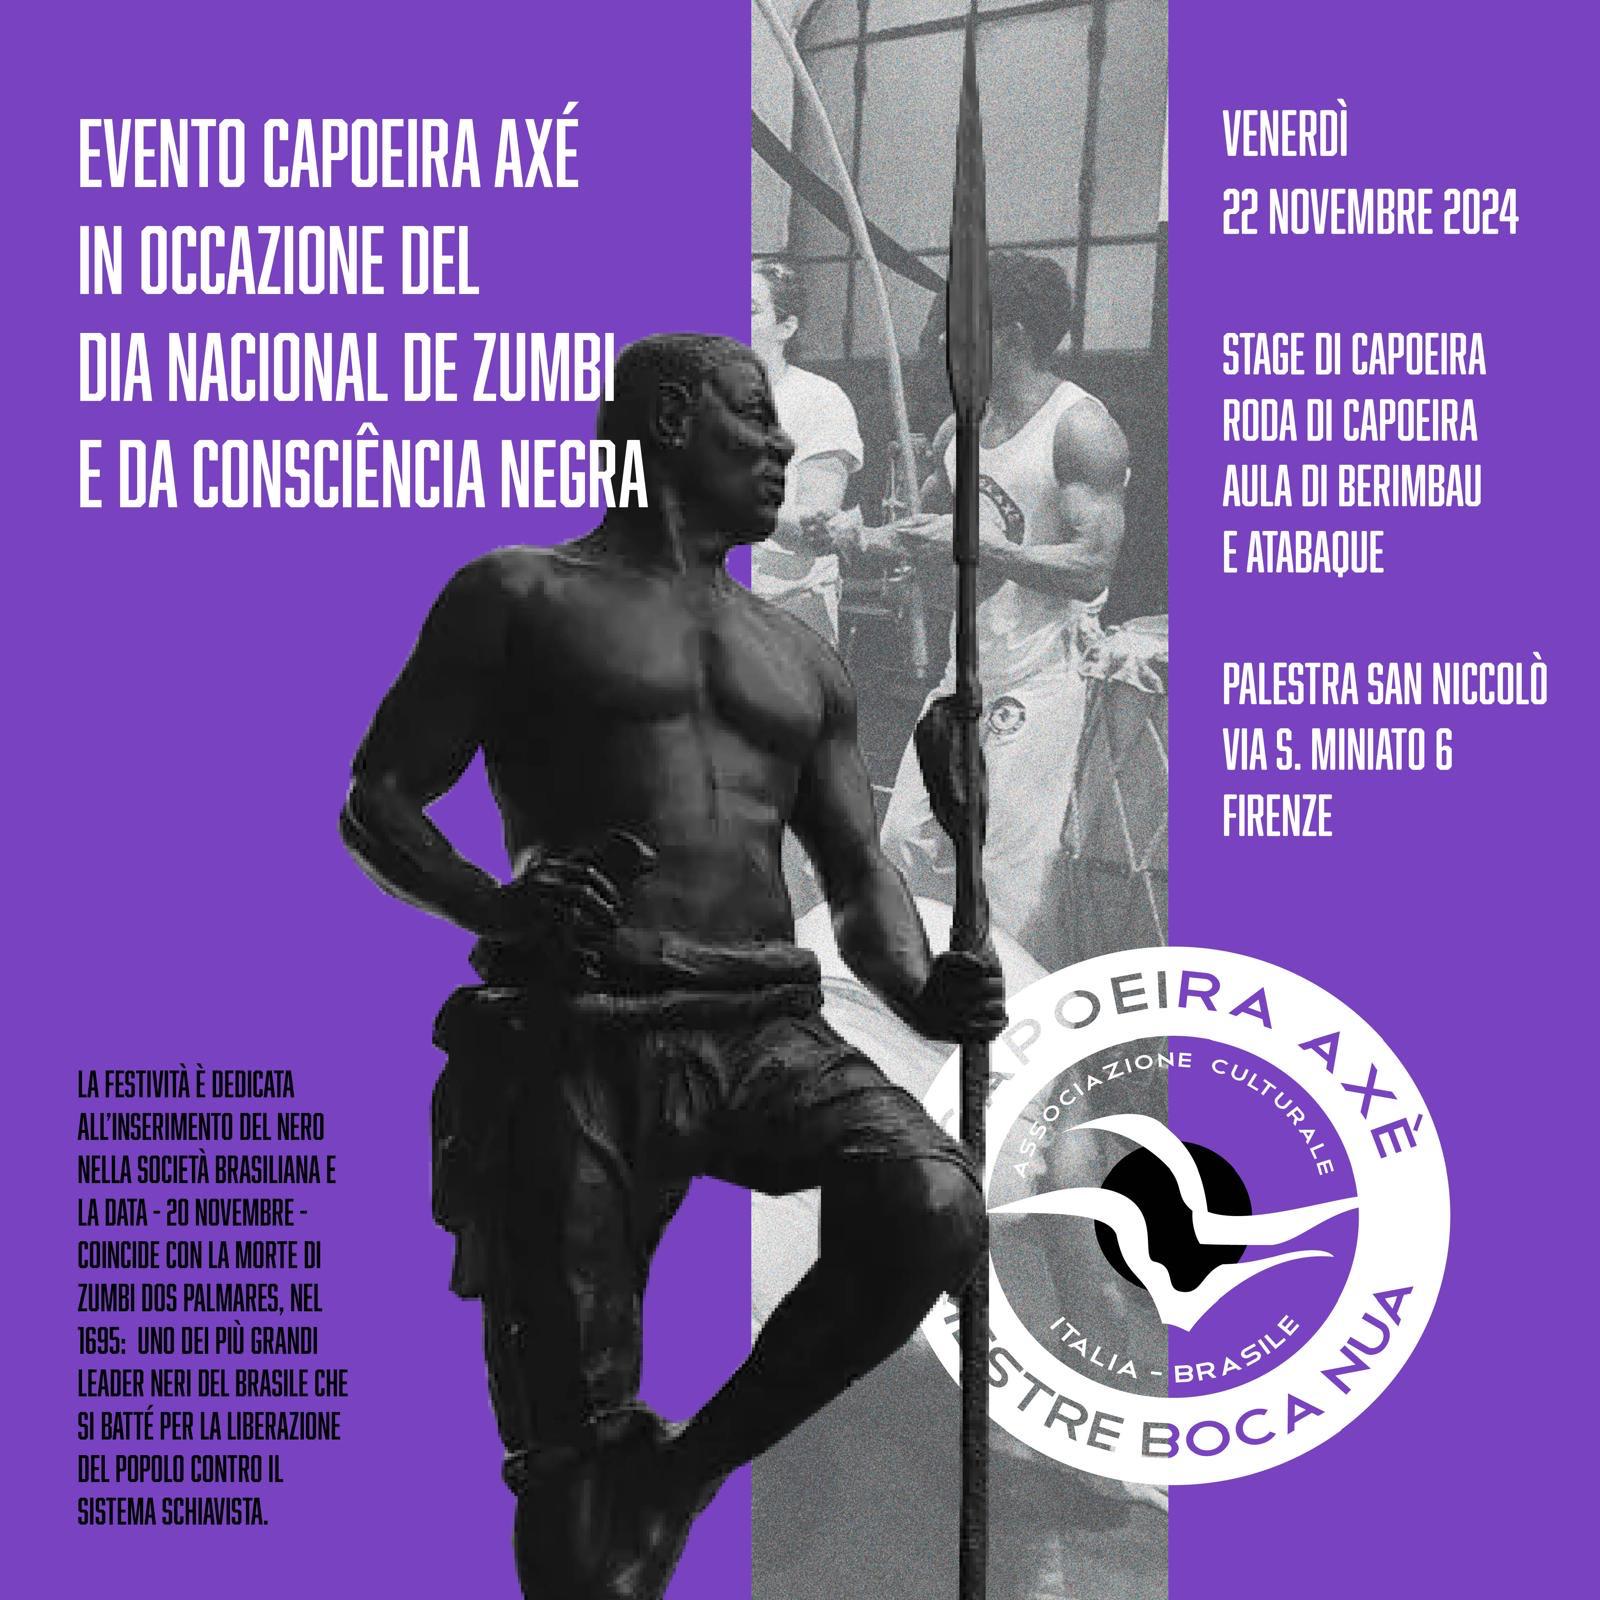 EVENTO CAPOEIRA AXÉ
IN OCCAZIONE DEL
DIA NACIONAL DE ZUMBI
E DA CONSCIÊNCIA NEGRA
VENERDÌ
22 NOVEMBRE 2024
STAGE DI CAPOEIRA
RODA DI CAPOEIRA
AULA DI BERIMBAU
E ATABAQUE
PALESTRA SAN NICCOLÒ
VIA S. MINIATO 6
FIRENZE
LA FESTIVITÀ È DEDICATA
ALL'INSERIMENTO DEL NERO
NELLA SOCIETÀ BRASILIANA E
LA DATA - 20 NOVEMBRE -
COINCIDE CON LA MORTE DI
ZUMBI DOS PALMARES, NEL
1695: UNO DEI PIÙ GRANDI
LEADER NERI DEL BRASILE CHE
SI BATTÉ PER LA LIBERAZIONE
DEL POPOLO CONTRO IL
SISTEMA SCHIAVISTA.
CAPOEIRA AXÈ
ASSOCIAZIONE CULTURALE
ITALIA - BRASILE
ESTRE BOCA NUA